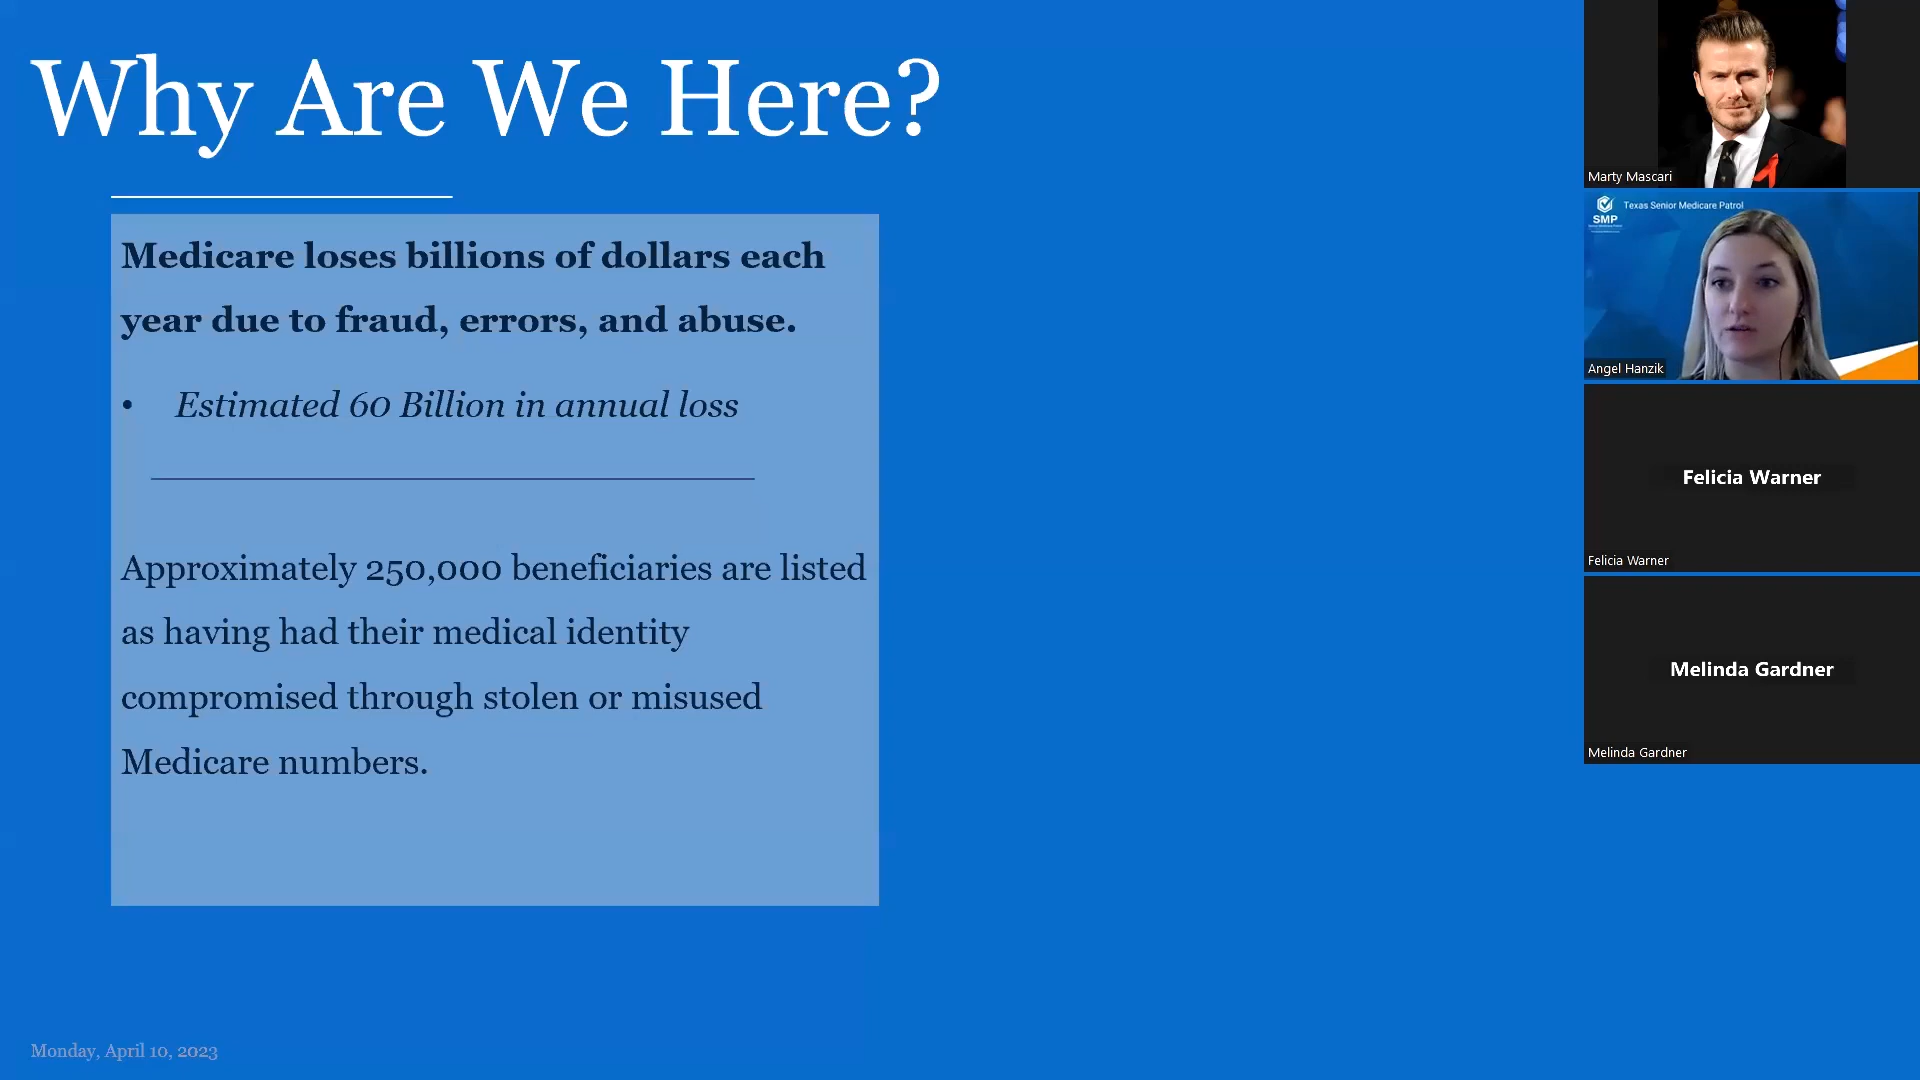 Why Are We Here?
Medicare loses billions of dollars each
year due to fraud, errors, and abuse.
• Estimated 60 Billion in annual loss
Approximately 250,000 beneficiaries are listed
as having had their medical identity
compromised through stolen or misused
Medicare numbers.
Monday, April 10, 2023
Marty Mascari
Texas Senior Medicare Patrol
SMP
Angel Hanzik
Felicia Warner
Felicia Warner
Melinda Gardner
Melinda Gardner